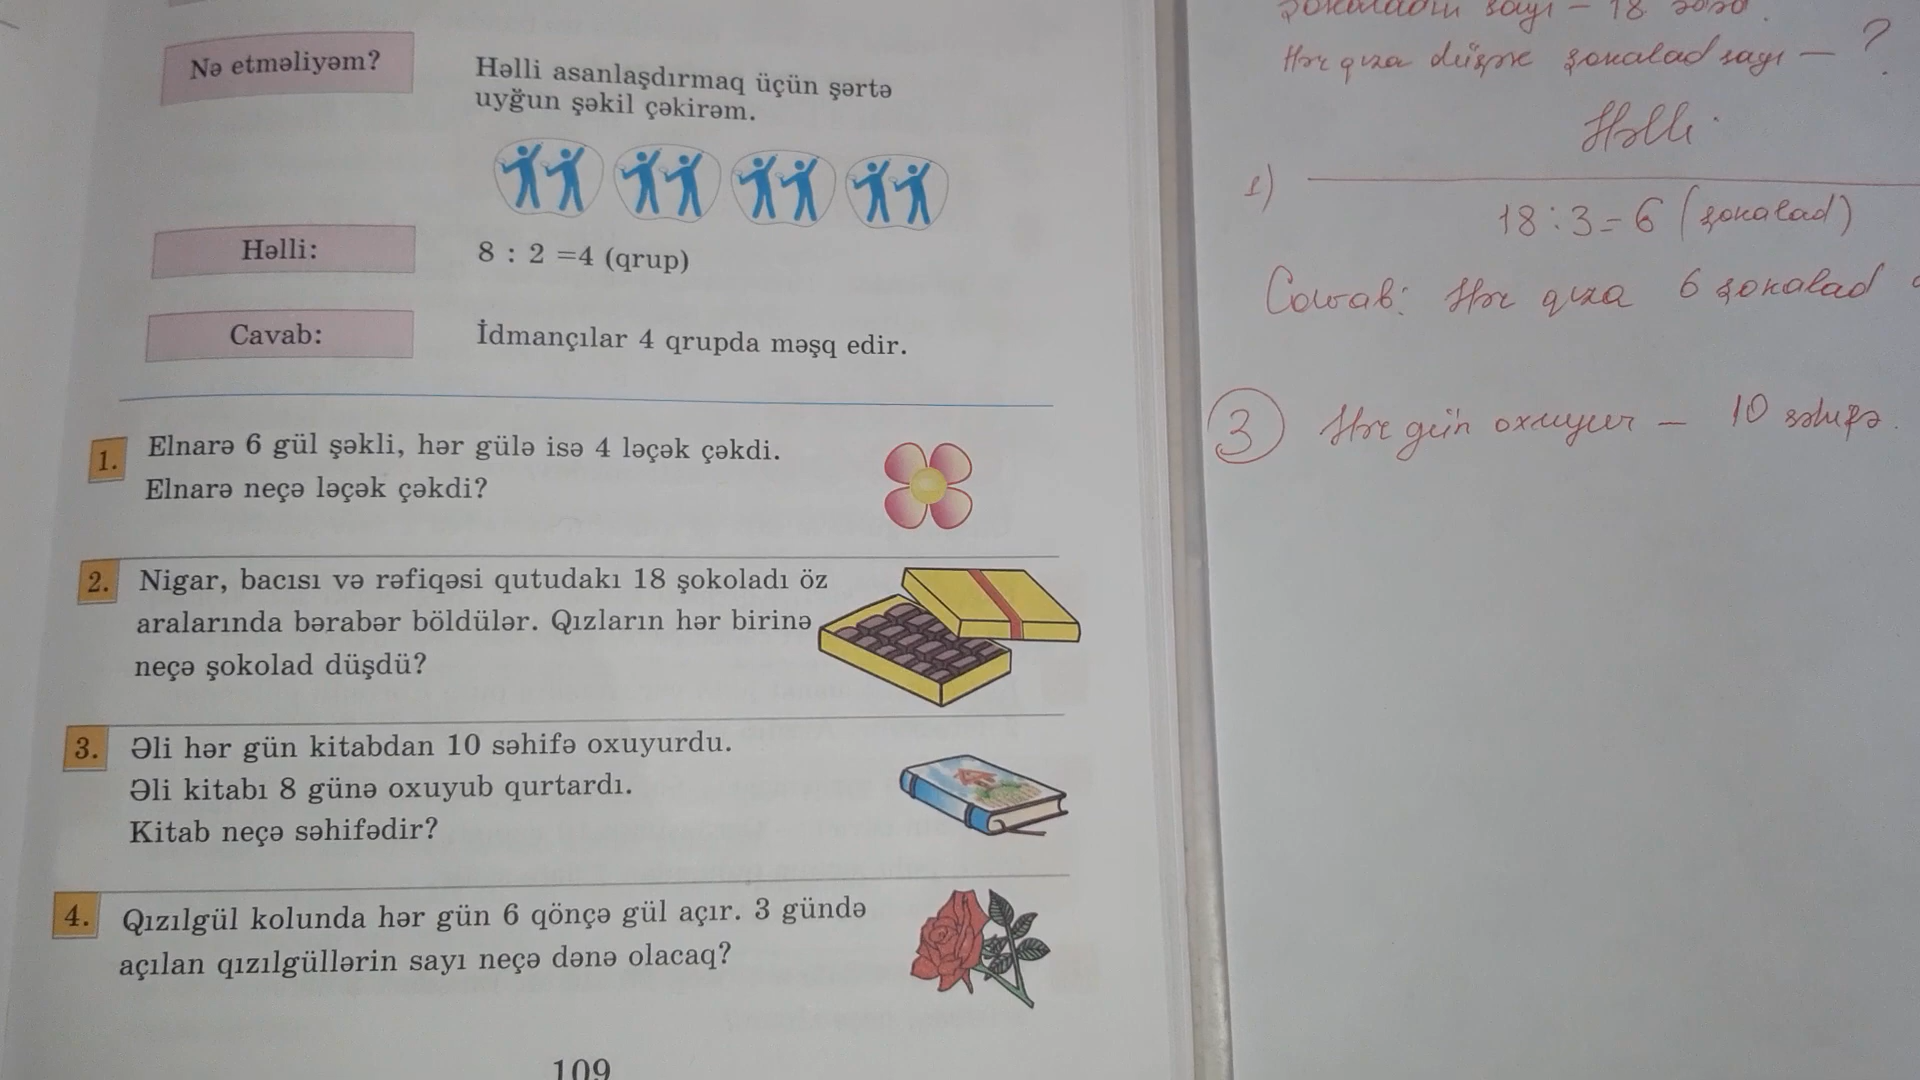 Nə etməliyəm?
Həlli asanlaşdırmaq üçün şərtə
uyğun şəkil çəkirəm.
Həlli:
8 : 2 =4 (qrup)
Cavab:
İdmançılar 4 qrupda məşq edir.
1.
Elnarə 6 gül şəkli, hər gülə isə 4 ləçək çəkdi.
Elnarə neçə ləçək çəkdi?
2.
Nigar, bacısı və rəfiqəsi qutudakı 18 şokoladı öz
aralarında bərabər böldülər. Qızların hər birinə
neçə şokolad düşdü?
3.
Əli hər gün kitabdan 10 səhifə oxuyurdu.
Əli kitabı 8 günə oxuyub qurtardı.
Kitab neçə səhifədir?
4.
Qızılgül kolunda hər gün 6 qönçə gül açır. 3 gündə
açılan qızılgüllərin sayı neçə dənə olacaq?
109
sayı – 18
Hər qıza düşən şokalad sayı – ?
Həlli
1)
18:3=6 (şokalad)
Cavab: Hər qıza 6 şokalad
3 Hər gün oxuyur – 10 səhifə.